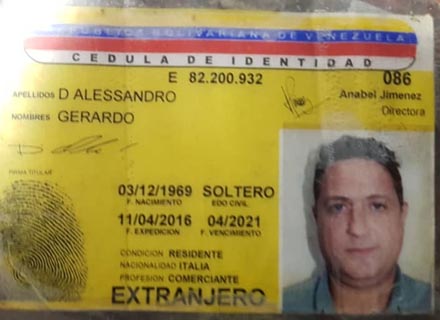 REPUBLICA BOLIVARIANA DE VENEZUELA
CEDULA DE IDENTIDAD
E 82.200.932
086
APELLIDOS D ALESSANDRO
Anabel Jimenez
Directora
NOMBRES GERARDO
FIRMA TITULAR
03/12/1969 SOLTERO
F. NACIMIENTO EDO CIVIL
11/04/2016 04/2021
F. EXPEDICION F. VENCIMIENTO
CONDICION RESIDENTE
NACIONALIDAD ITALIA
PROFESION COMERCIANTE
EXTRANJERO